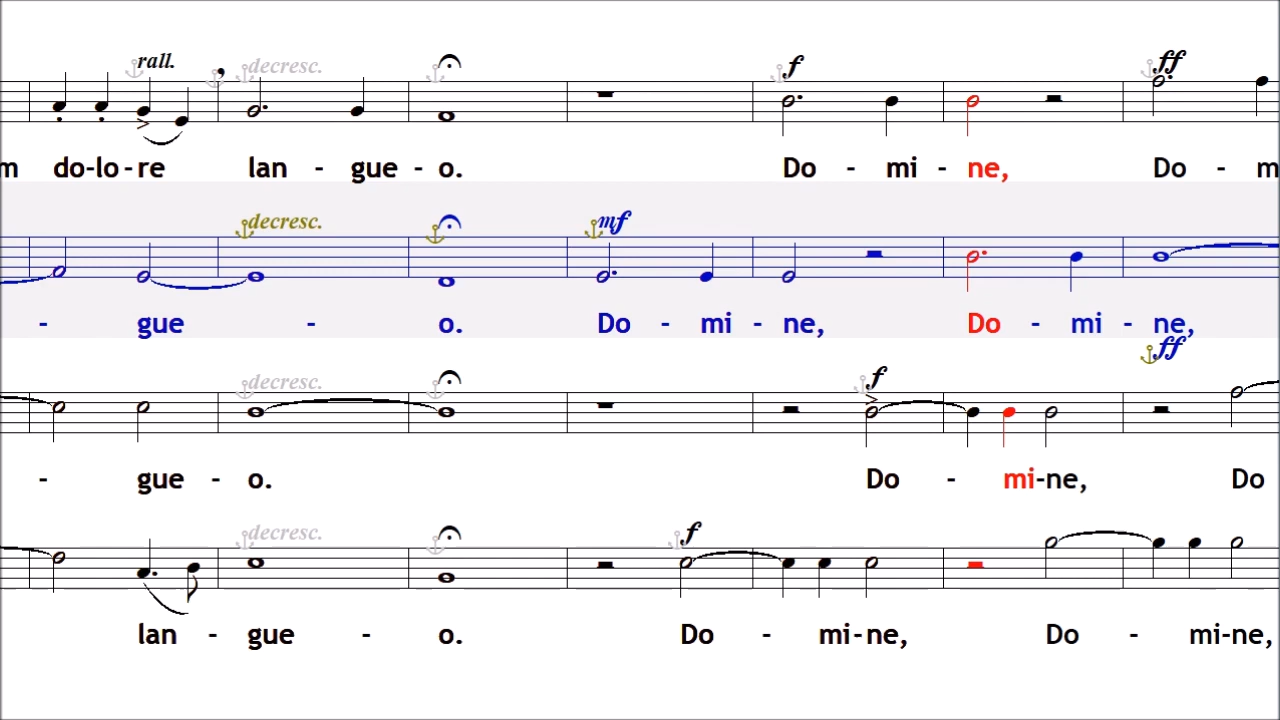 rall. decresc. f ff
m do-lo-re lan - gue - o. Do - mi - ne, Do - m
decresc. mf
- gue - o. Do - mi - ne, Do - mi - ne,
decresc. f ff
- gue - o. Do - mi-ne, Do
decresc. f
lan - gue - o. Do - mi-ne, Do - mi-ne,